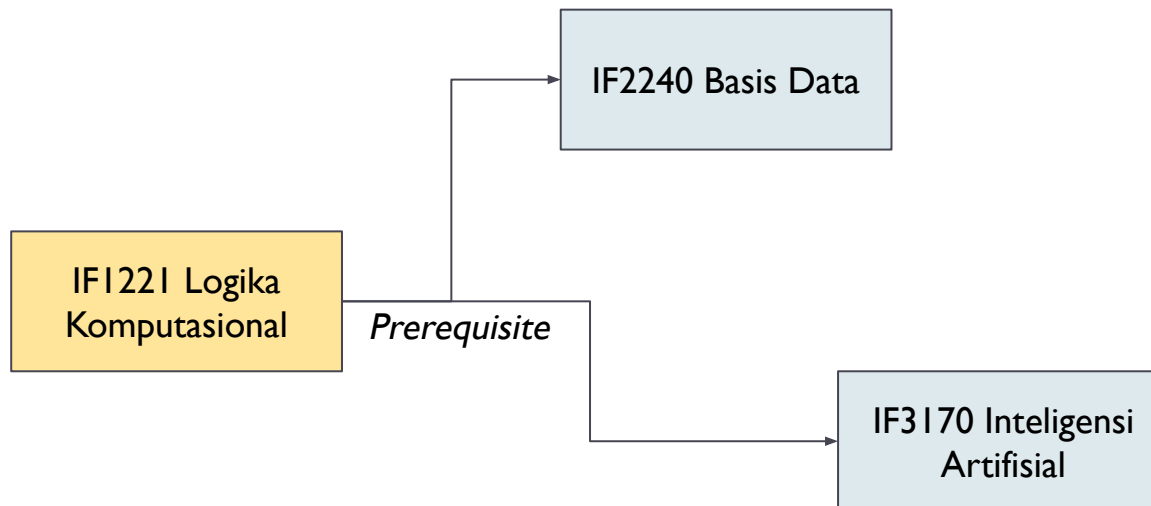 IF2240 Basis Data
IF1221 Logika
Komputasional
Prerequisite
IF3170 Inteligensi
Artifisial